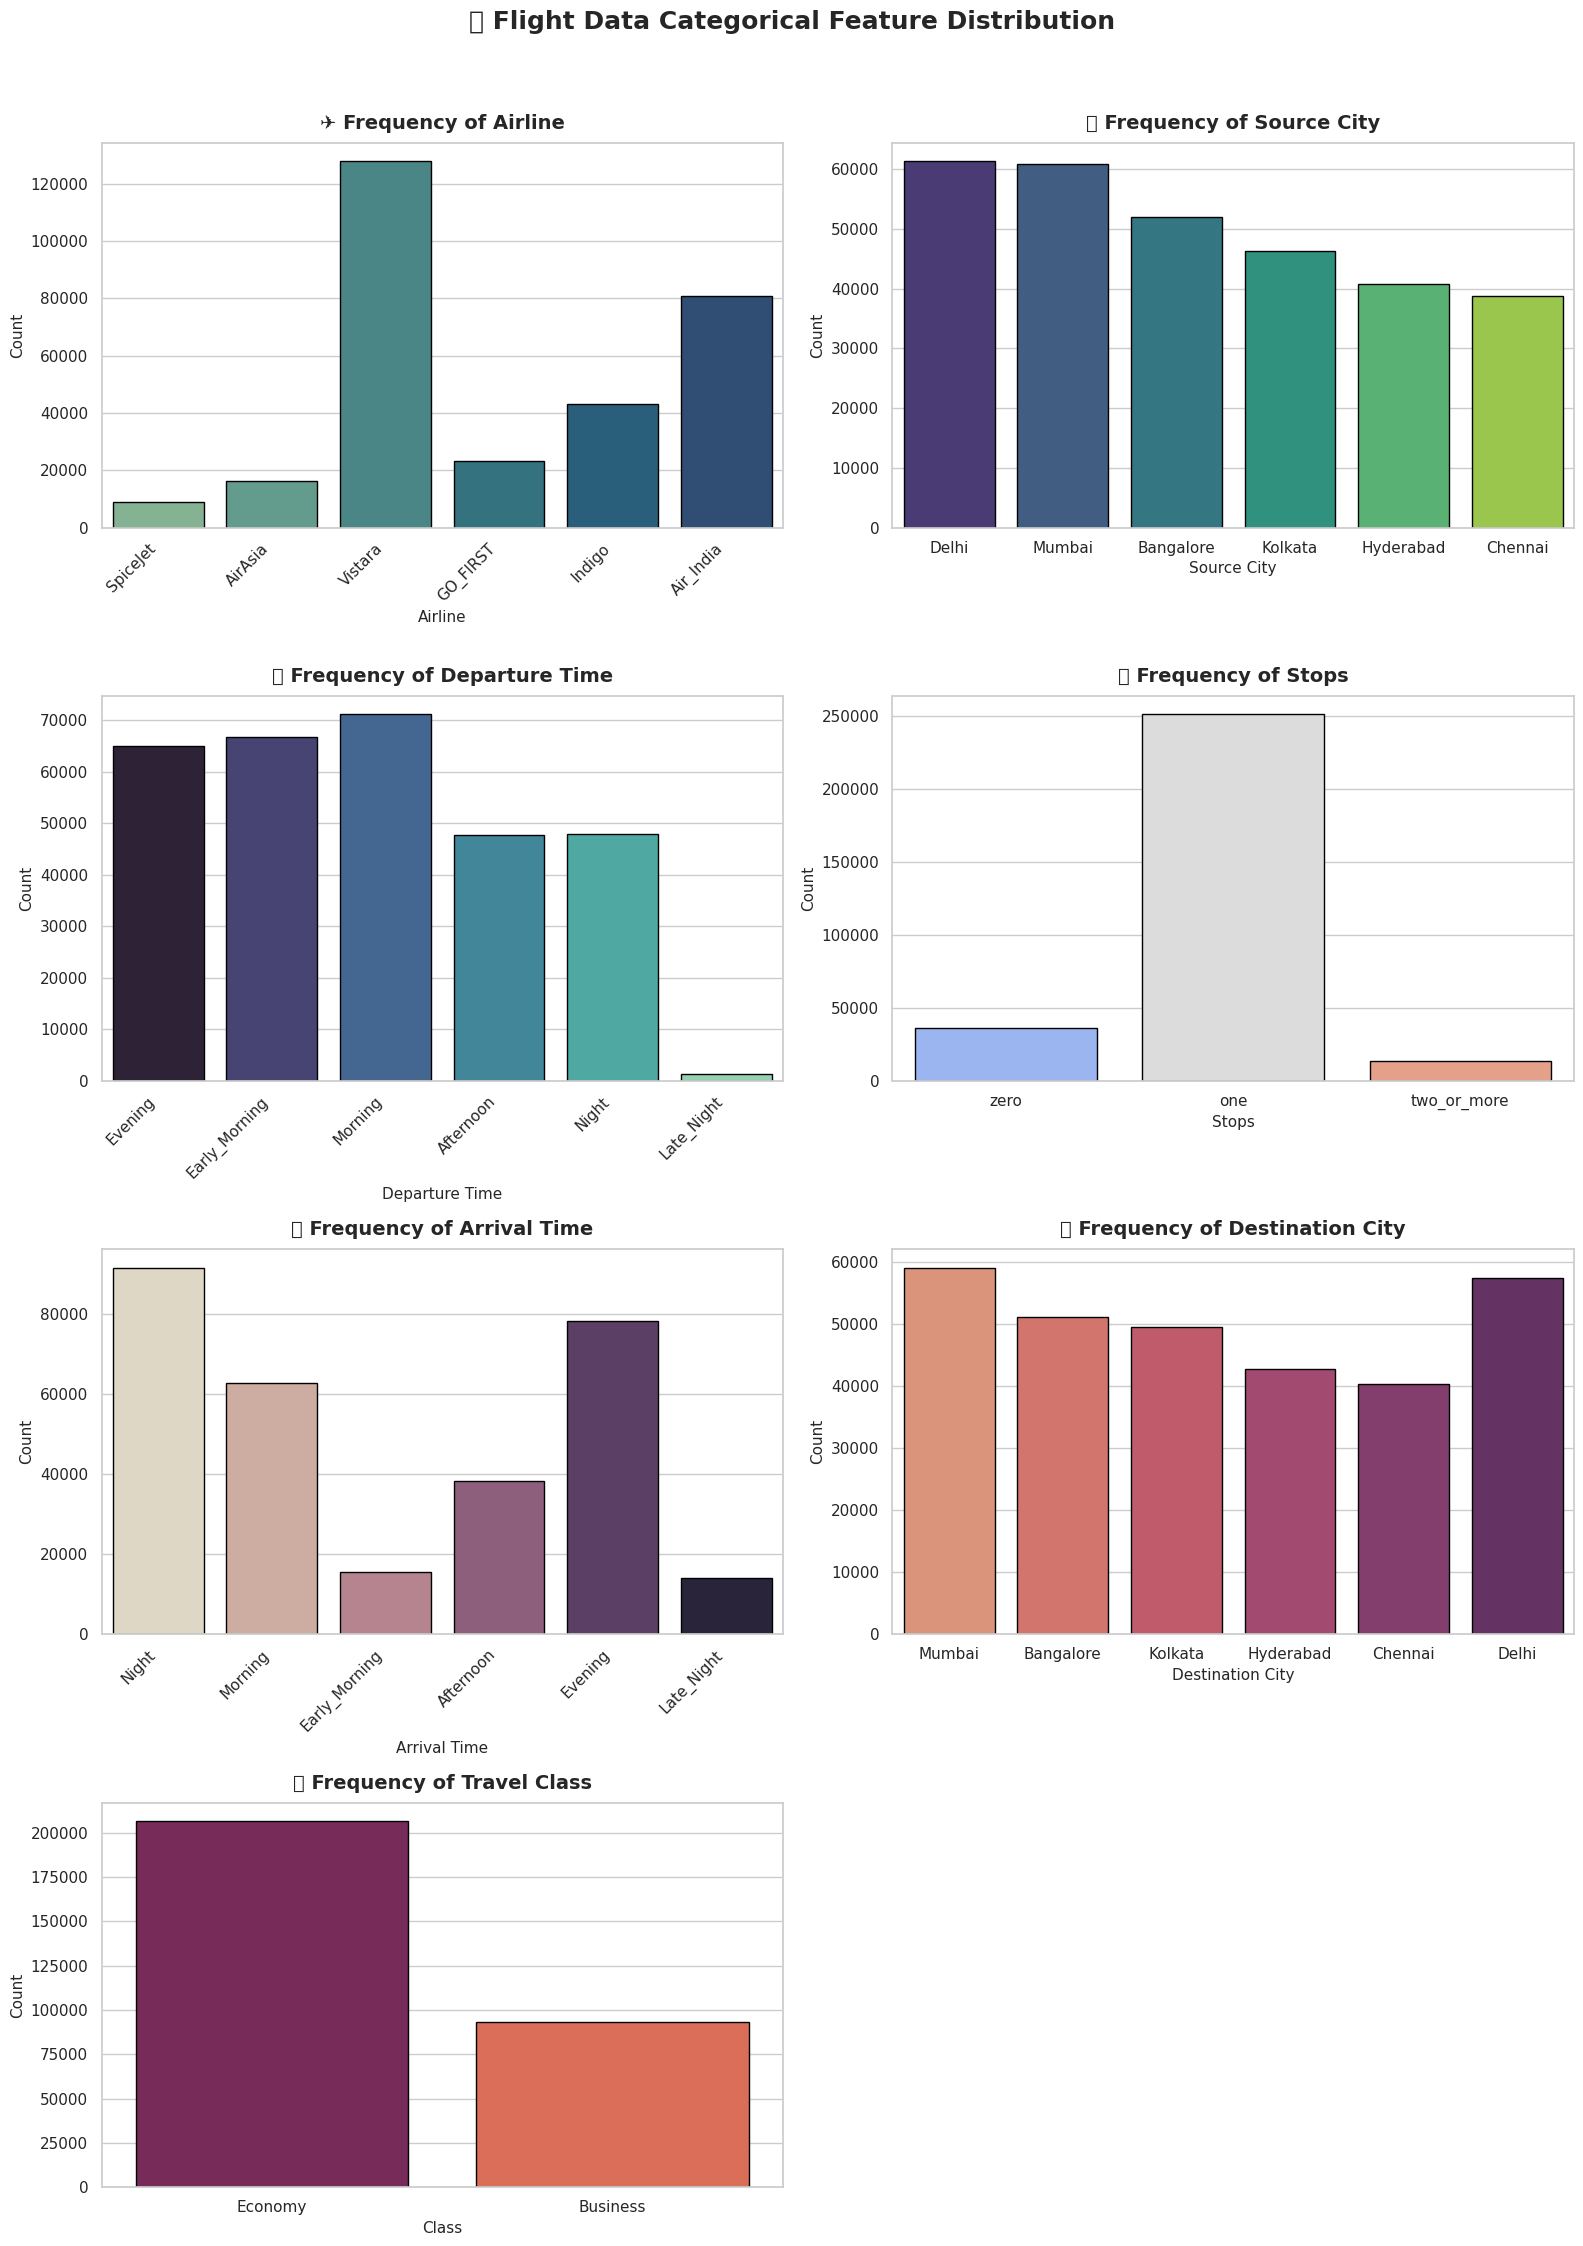 ▯ Flight Data Categorical Feature Distribution
✈ Frequency of Airline
120000
100000
80000
60000
40000
20000
0
Count
SpiceJet AirAsia Vistara GO_FIRST Indigo Air_India
Airline
▯ Frequency of Source City
60000
50000
40000
30000
20000
10000
0
Count
Delhi Mumbai Bangalore Kolkata Hyderabad Chennai
Source City
▯ Frequency of Departure Time
70000
60000
50000
40000
30000
20000
10000
0
Count
Evening Early_Morning Morning Afternoon Night Late_Night
Departure Time
▯ Frequency of Stops
250000
200000
150000
100000
50000
0
Count
zero one two_or_more
Stops
▯ Frequency of Arrival Time
80000
60000
40000
20000
0
Count
Night Morning Early_Morning Afternoon Evening Late_Night
Arrival Time
▯ Frequency of Destination City
60000
50000
40000
30000
20000
10000
0
Count
Mumbai Bangalore Kolkata Hyderabad Chennai Delhi
Destination City
▯ Frequency of Travel Class
200000
175000
150000
125000
100000
75000
50000
25000
0
Count
Economy Business
Class